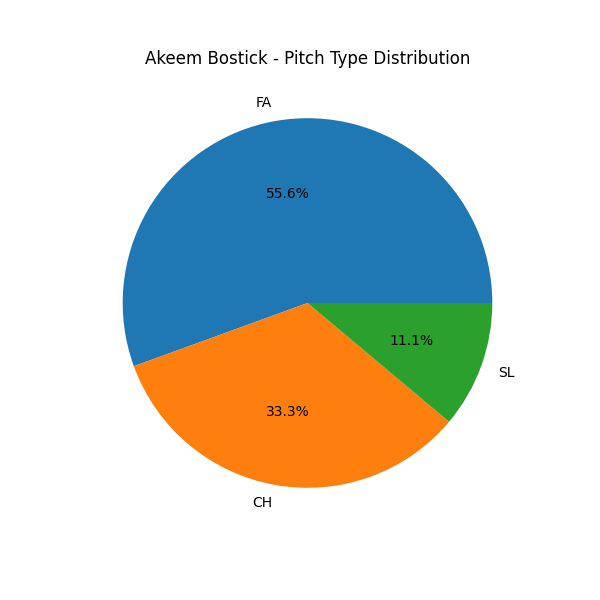 Akeem Bostick - Pitch Type Distribution
FA
55.6%
11.1%
SL
33.3%
CH